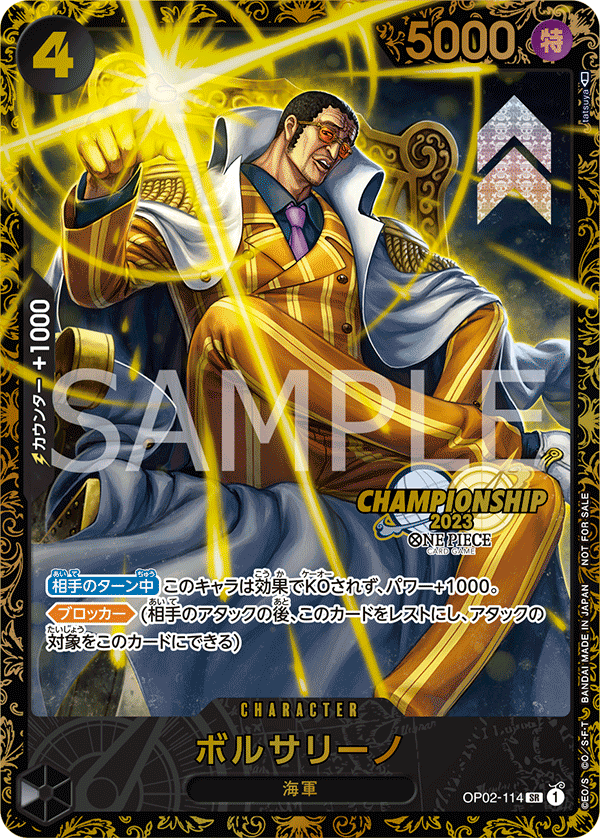 4
5000 特
tatsuya
カウンター +1000
SAMPLE
CHAMPIONSHIP
2023
ONE PIECE
CARD GAME
相手のターン中 このキャラは効果でKOされず、パワー+1000。
ブロッカー (相手のアタックの後、このカードをレストにし、アタックの
対象をこのカードにできる)
CHARACTER
ボルサリーノ
海軍
OP02-114 SR 1
©E.O/S ©O, S・F・T BANDAI MADE IN JAPAN NOT FOR SALE